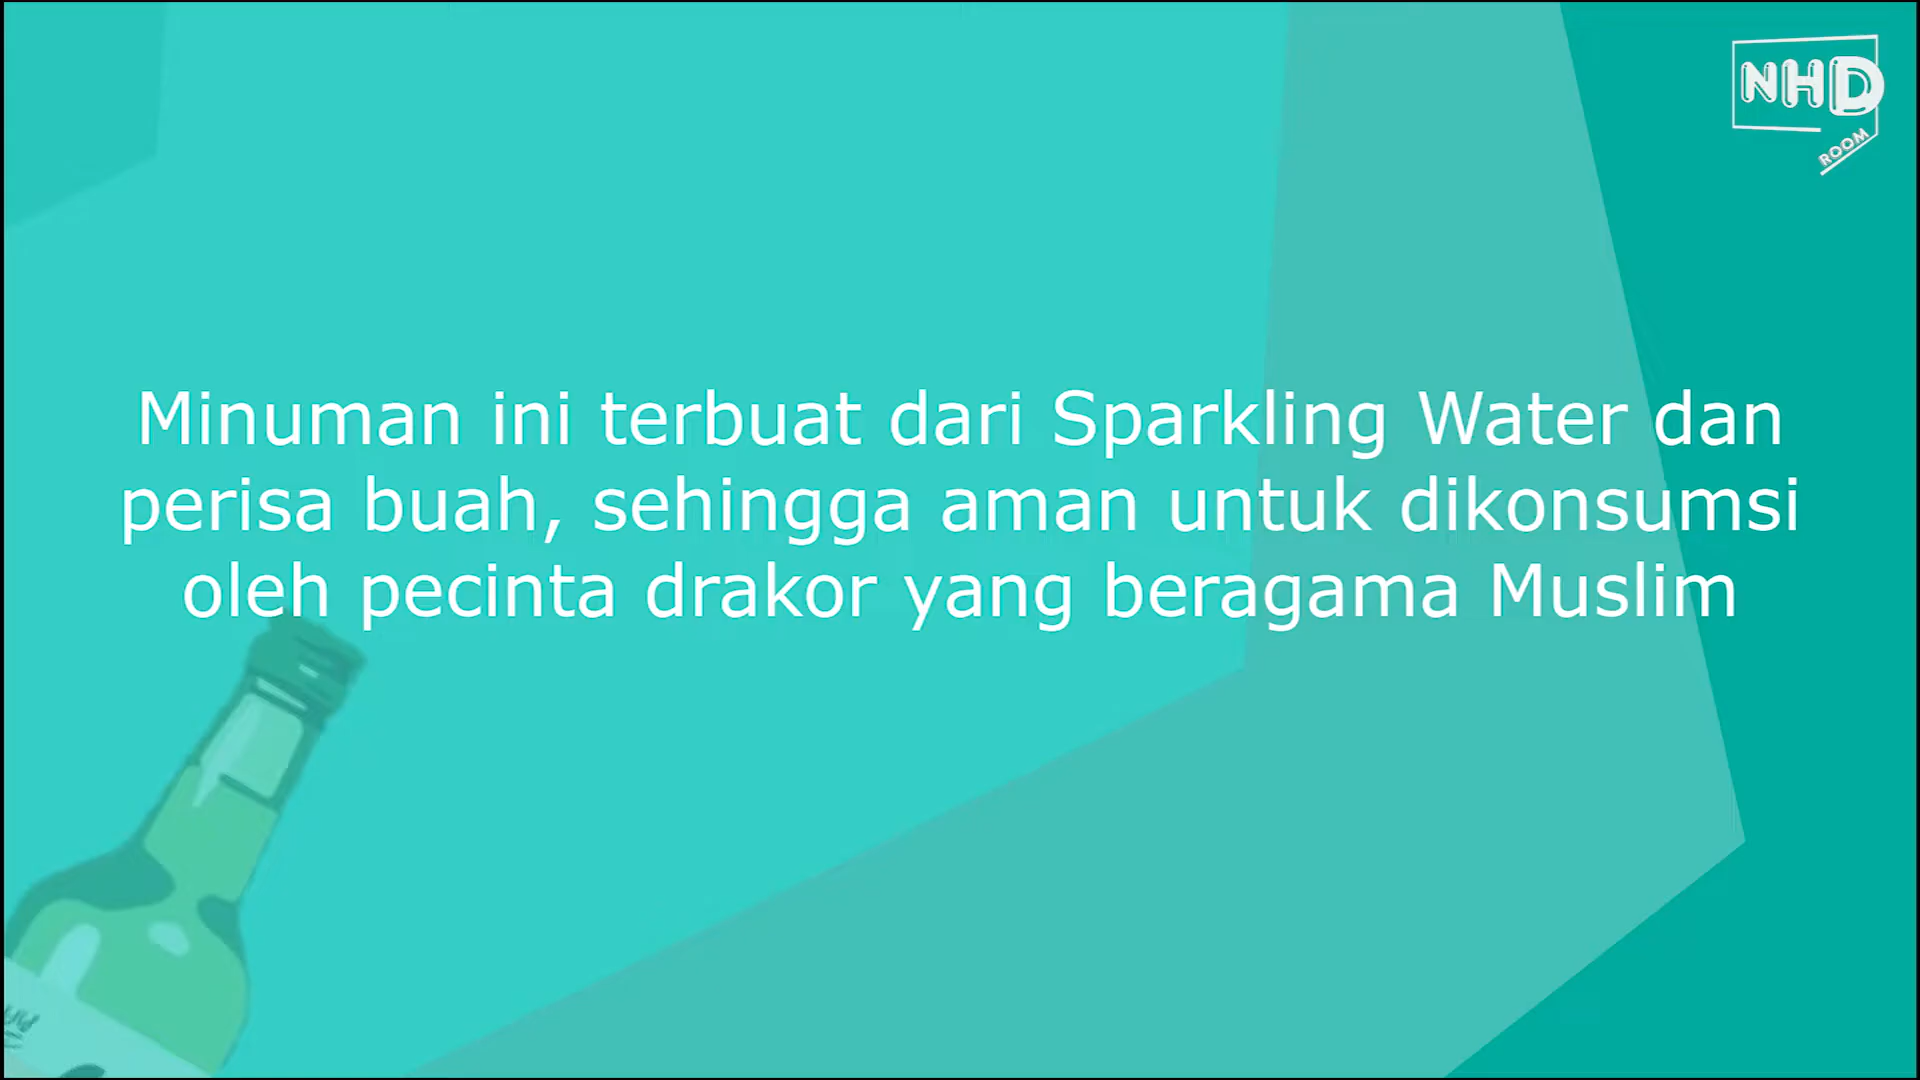 NHD
ROOM
Minuman ini terbuat dari Sparkling Water dan
perisa buah, sehingga aman untuk dikonsumsi
oleh pecinta drakor yang beragama Muslim